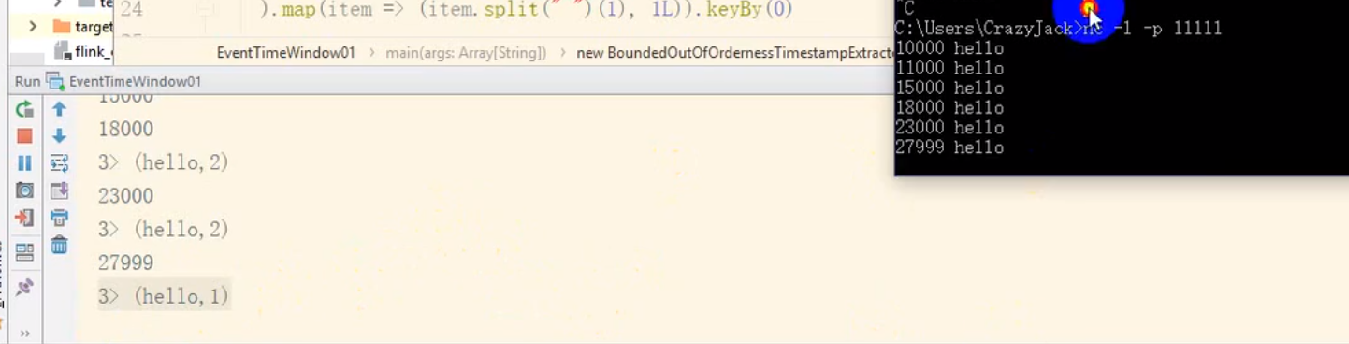 target
flink_
24 ).map(item => (item.split(" ")(1), 1L)).keyBy(0)
EventTimeWindow01 > main(args: Array[String]) > new BoundedOutOfOrdernessTimestampExtracto
Run EventTimeWindow01
15000
18000
3> (hello,2)
23000
3> (hello,2)
27999
3> (hello,1)
^C
C:\Users\CrazyJack>nc -l -p 11111
10000 hello
11000 hello
15000 hello
18000 hello
23000 hello
27999 hello